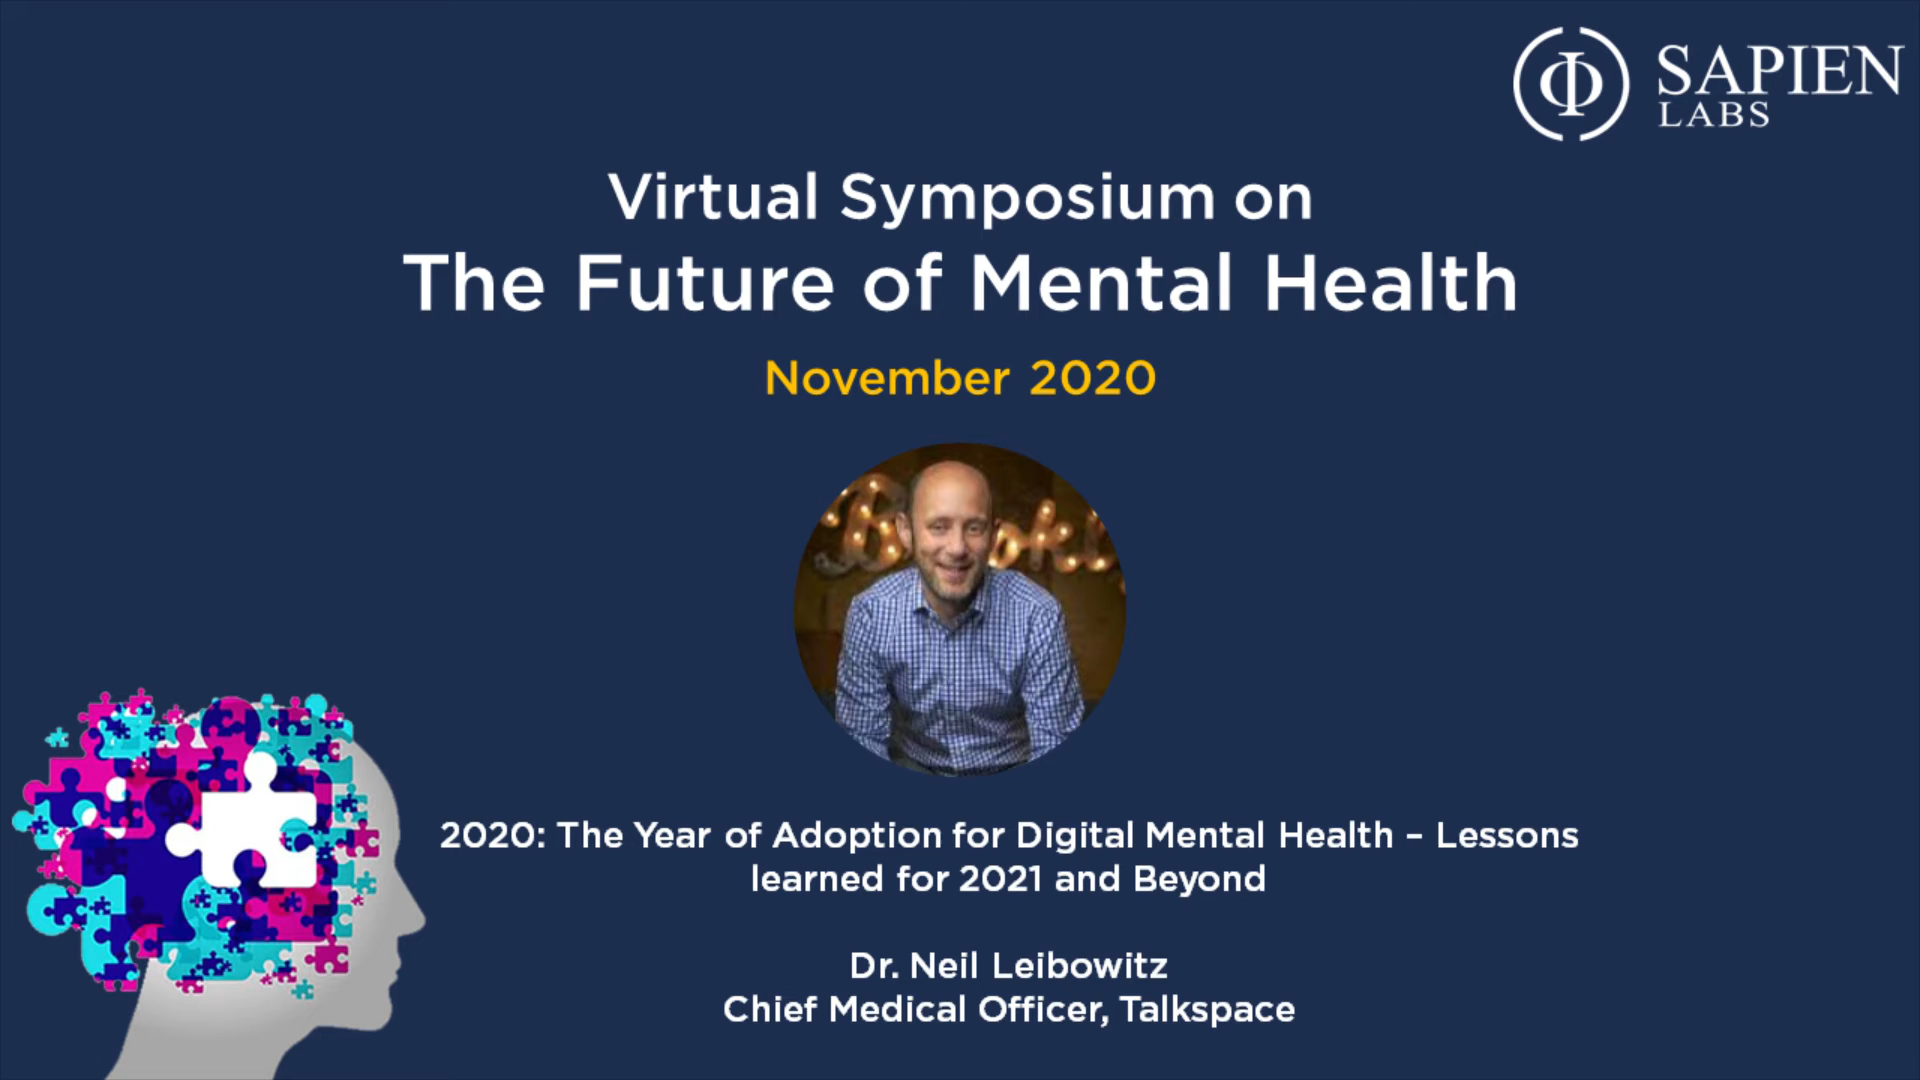 SAPIEN
LABS
Virtual Symposium on
The Future of Mental Health
November 2020
2020: The Year of Adoption for Digital Mental Health – Lessons
learned for 2021 and Beyond
Dr. Neil Leibowitz
Chief Medical Officer, Talkspace